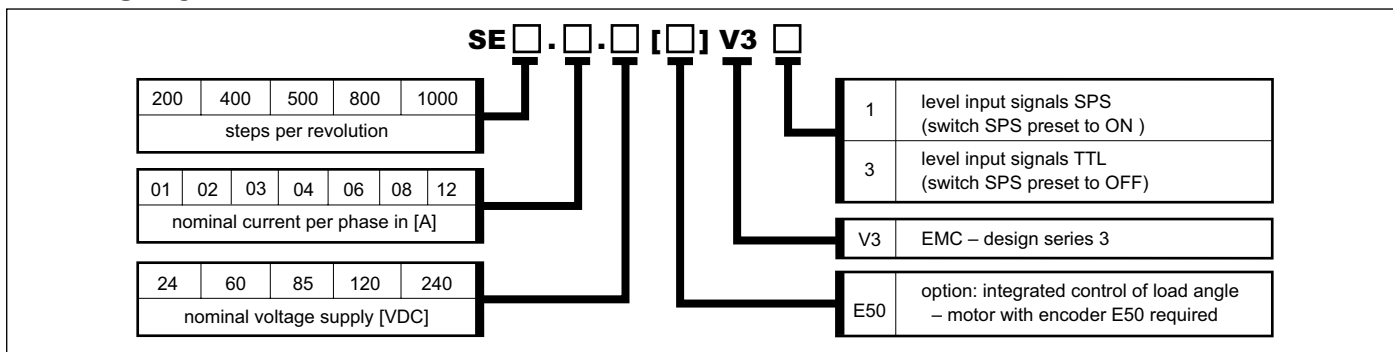 SE□.□.□ [□] V3 □
200 400 500 800 1000
steps per revolution
01 02 03 04 06 08 12
nominal current per phase in [A]
24 60 85 120 240
nominal voltage supply [VDC]
1 level input signals SPS
(switch SPS preset to ON )
3 level input signals TTL
(switch SPS preset to OFF)
V3 EMC – design series 3
E50 option: integrated control of load angle
– motor with encoder E50 required